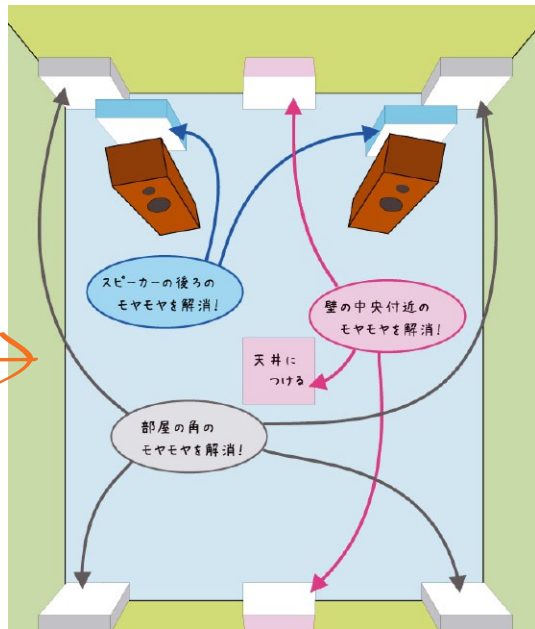 スピーカーの後ろの
モヤモヤを解消!
壁の中央付近の
モヤモヤを解消!
天井に
つける
部屋の角の
モヤモヤを解消!